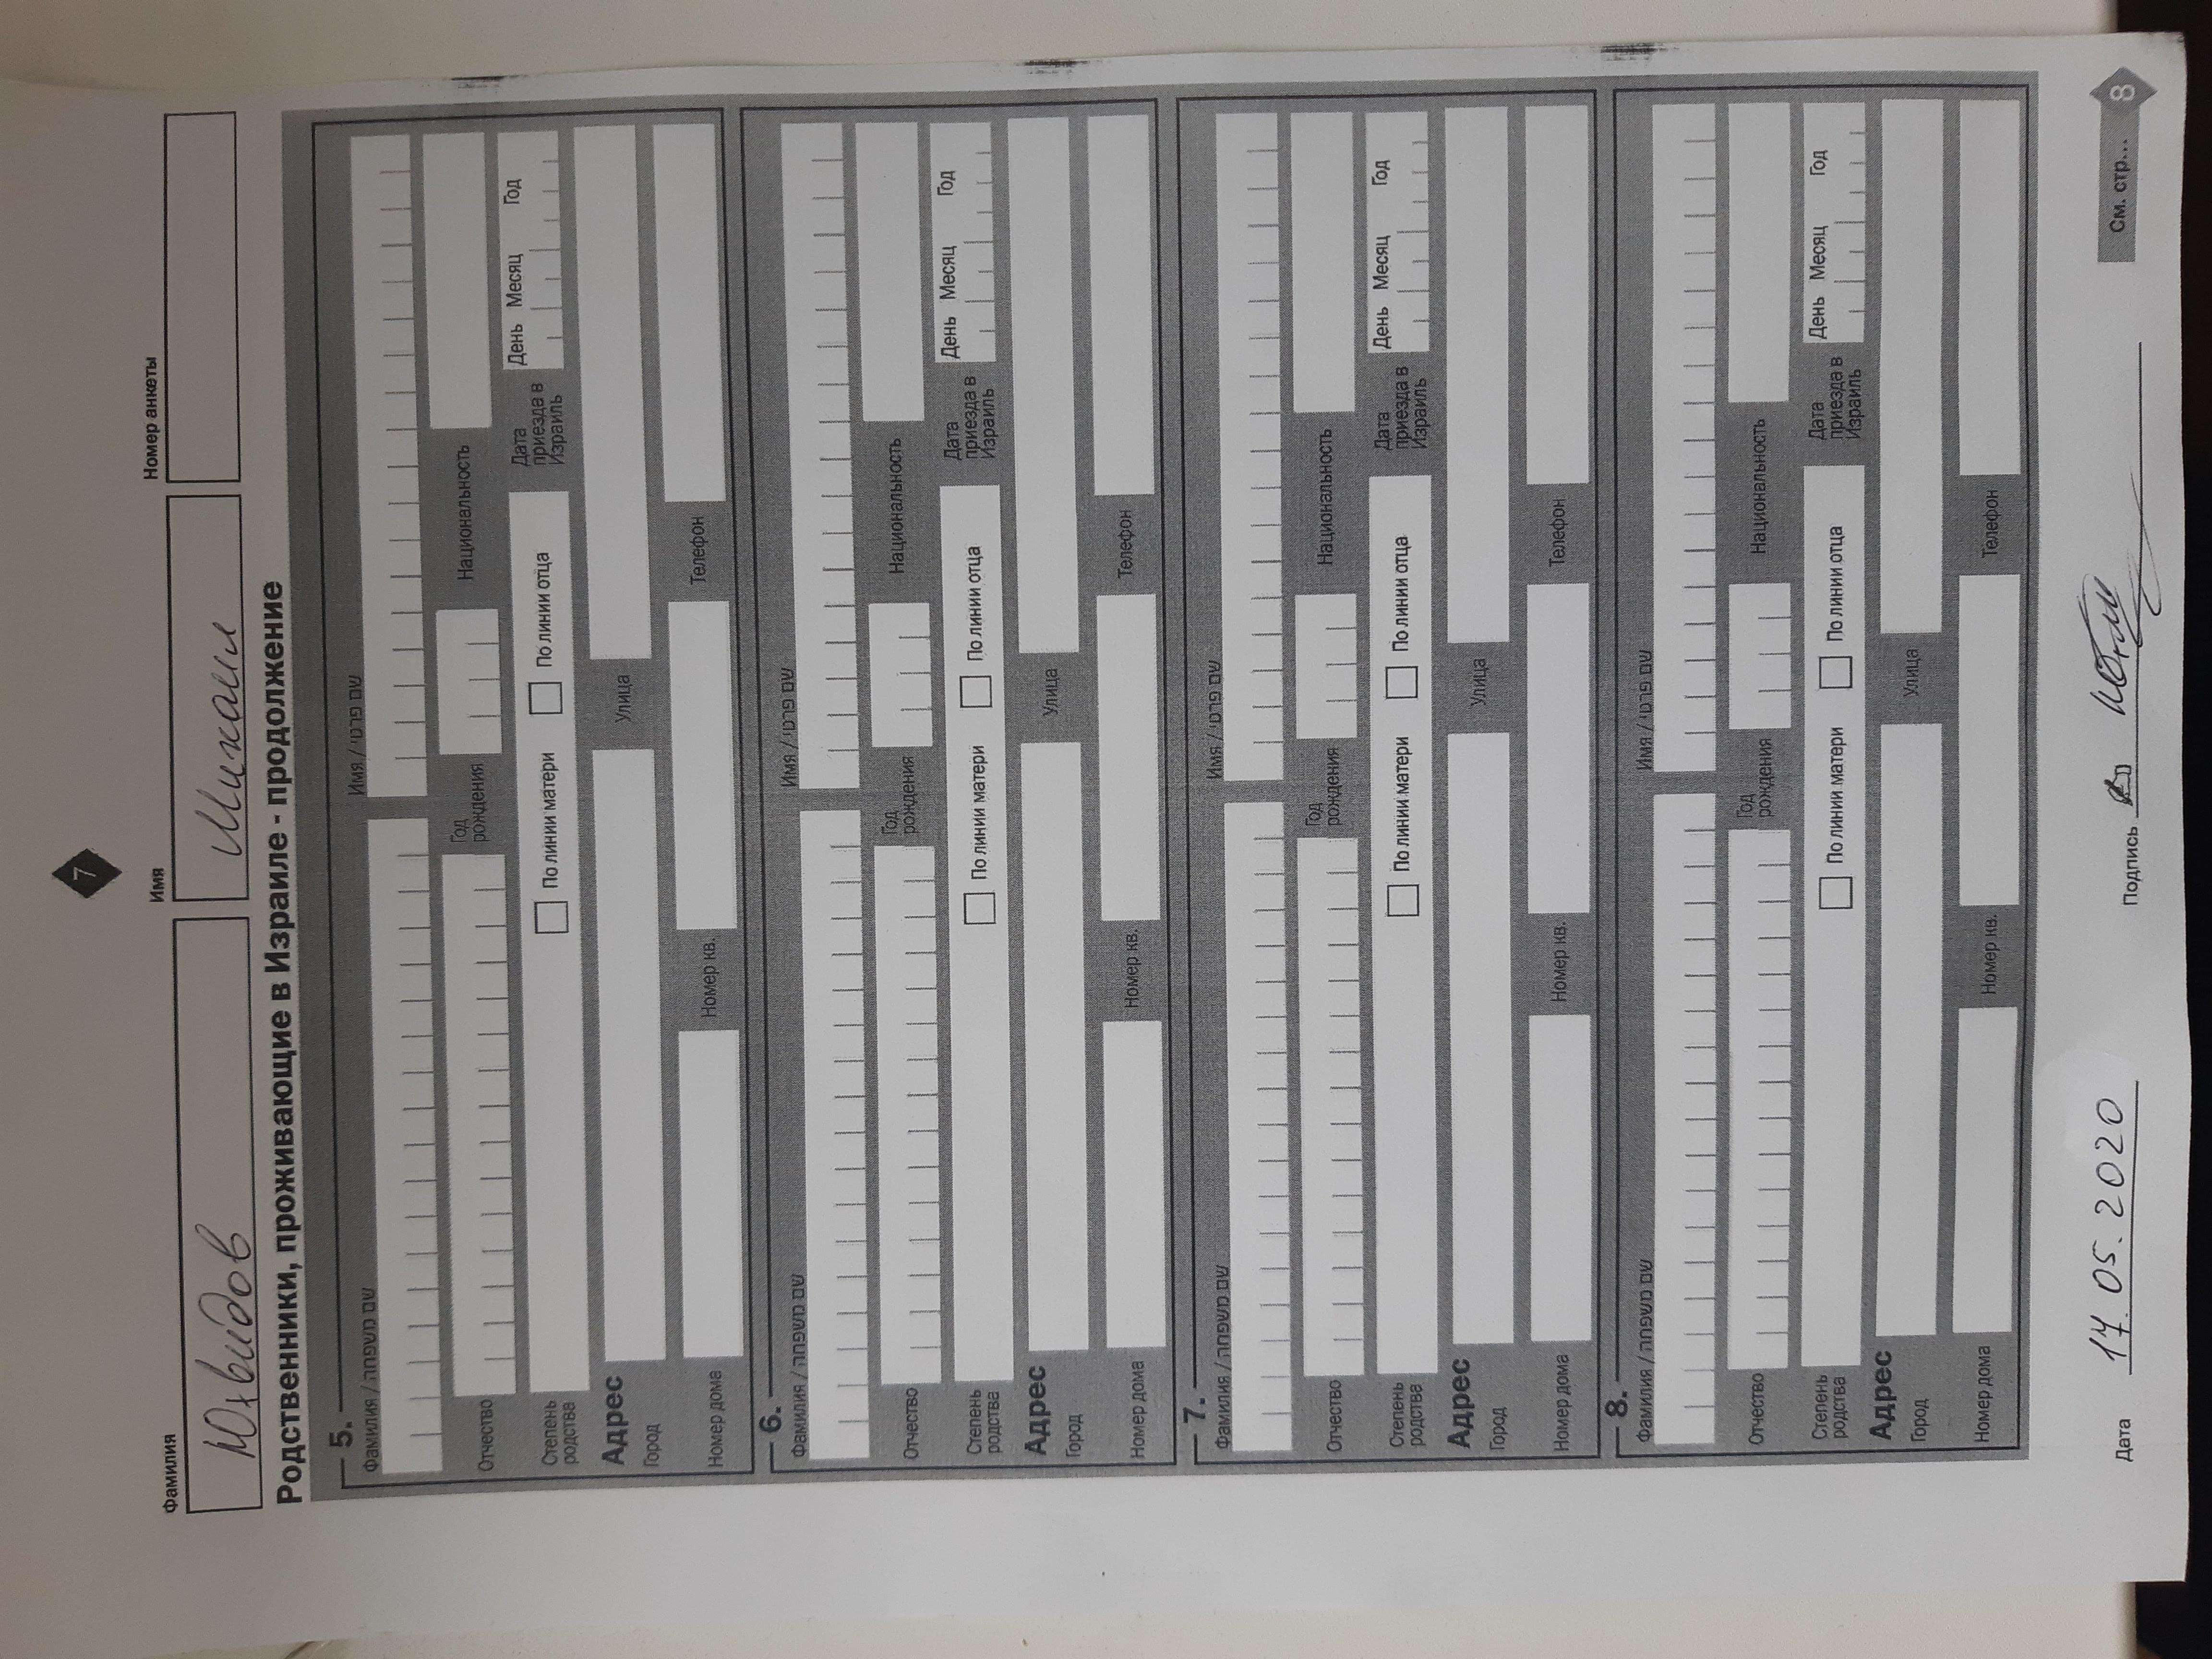 7
Фамилия Имя Номер анкеты
Юхвидов Михаил
Родственники, проживающие в Израиле - продолжение
5.
Фамилия / שם משפחה Имя / שם פרטי
Отчество Год рождения Национальность
Степень родства По линии матери По линии отца Дата приезда в Израиль День Месяц Год
Адрес
Город Улица
Номер дома Номер кв. Телефон
6.
Фамилия / שם משפחה Имя / שם פרטי
Отчество Год рождения Национальность
Степень родства По линии матери По линии отца Дата приезда в Израиль День Месяц Год
Адрес
Город Улица
Номер дома Номер кв. Телефон
7.
Фамилия / שם משפחה Имя / שם פרטי
Отчество Год рождения Национальность
Степень родства По линии матери По линии отца Дата приезда в Израиль День Месяц Год
Адрес
Город Улица
Номер дома Номер кв. Телефон
8.
Фамилия / שם משפחה Имя / שם פרטי
Отчество Год рождения Национальность
Степень родства По линии матери По линии отца Дата приезда в Израиль День Месяц Год
Адрес
Город Улица
Номер дома Номер кв. Телефон
Дата 17.05.2020 Подпись См. стр... 8